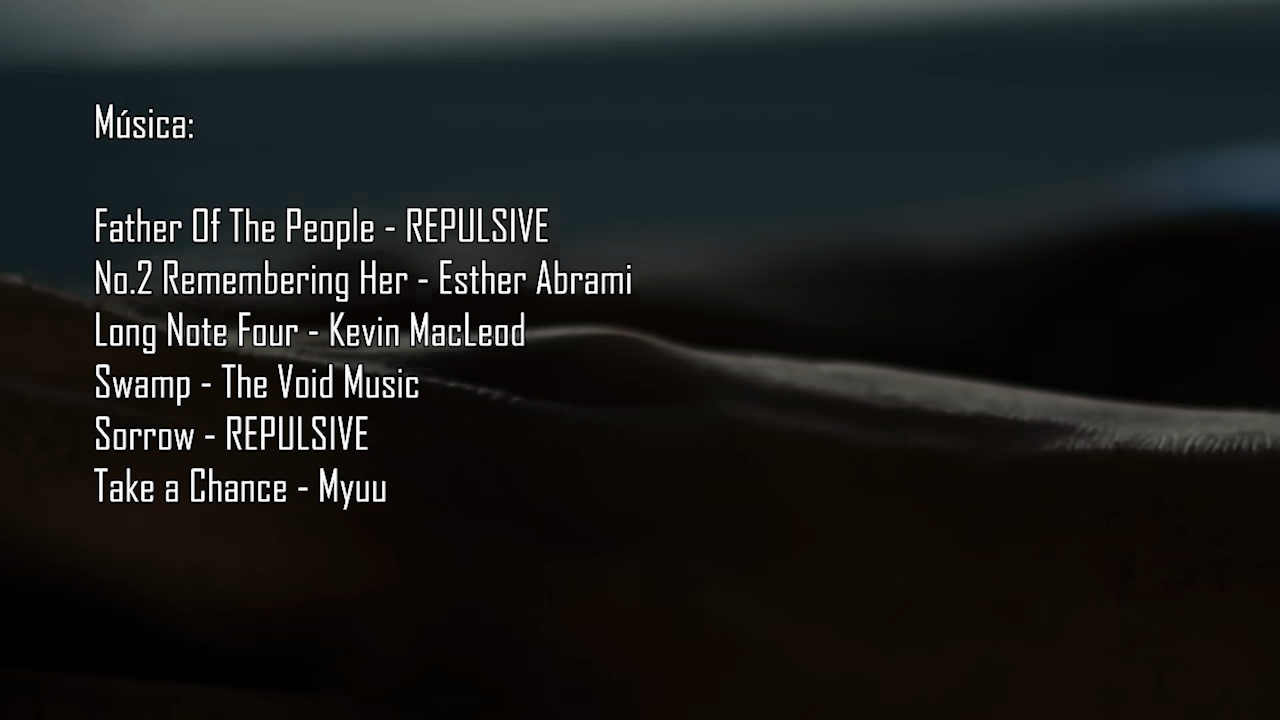 Música:
Father Of The People - REPULSIVE
No.2 Remembering Her - Esther Abrami
Long Note Four - Kevin MacLeod
Swamp - The Void Music
Sorrow - REPULSIVE
Take a Chance - Myuu